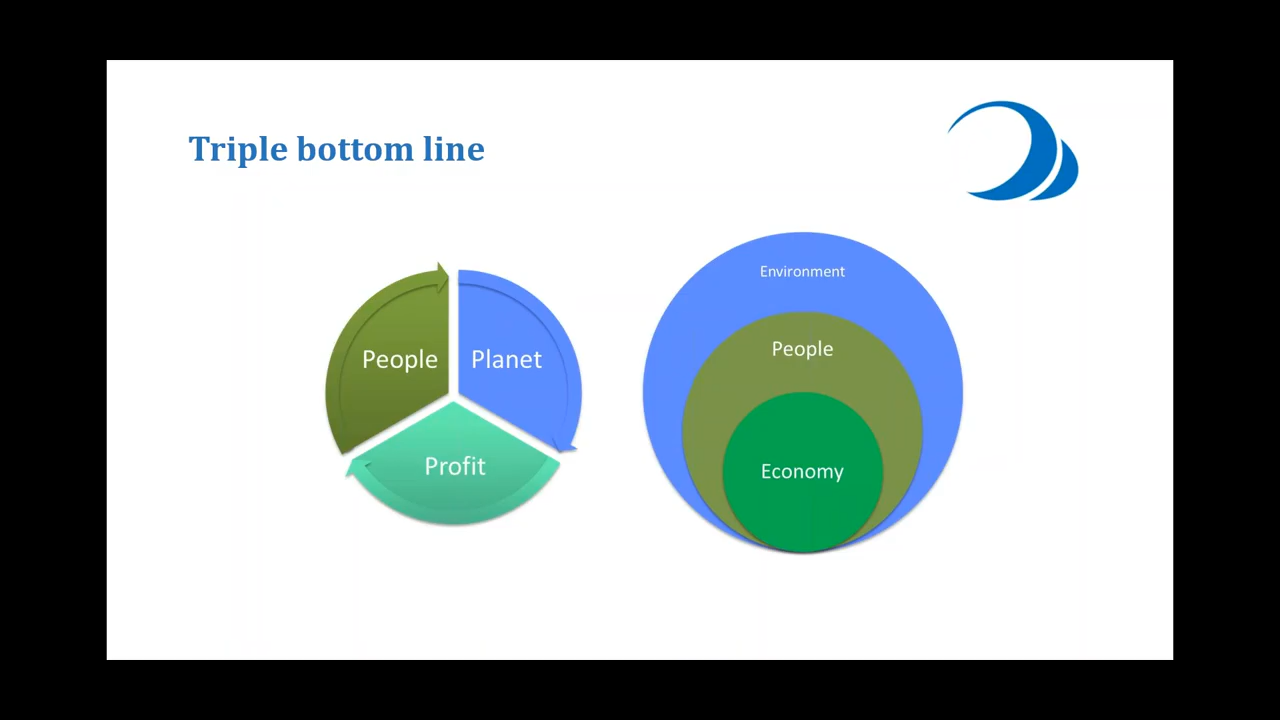 Triple bottom line
People
Planet
Profit
Environment
People
Economy